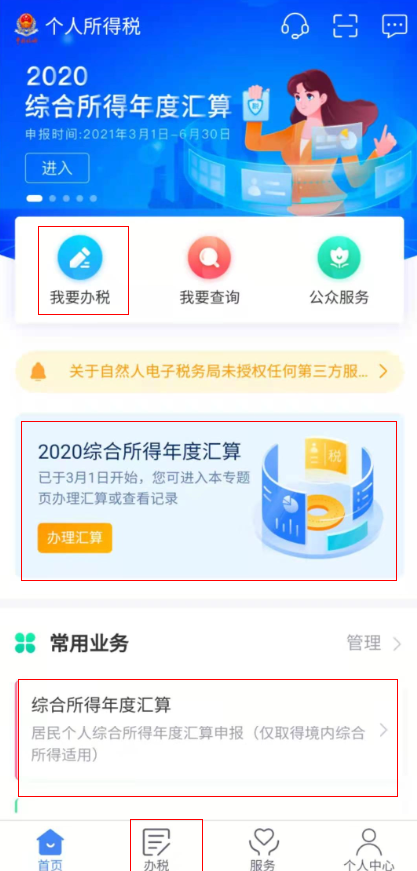 个人所得税
2020
综合所得年度汇算
申报时间:2021年3月1日-6月30日
进入
我要办税
我要查询
公众服务
关于自然人电子税务局未授权任何第三方服...
2020综合所得年度汇算
已于3月1日开始，您可进入本专题
页办理汇算或查看记录
税
办理汇算
常用业务
管理
综合所得年度汇算
居民个人综合所得年度汇算申报（仅取得境内综合
所得适用）
首页
办税
服务
个人中心